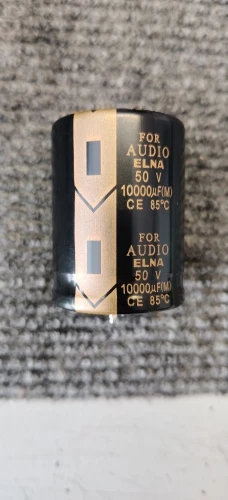 FOR
AUDIO
ELNA
50 V
10000μF(M)
CE 85°C
FOR
AUDIO
ELNA
50 V
10000μF(M)
CE 85°C